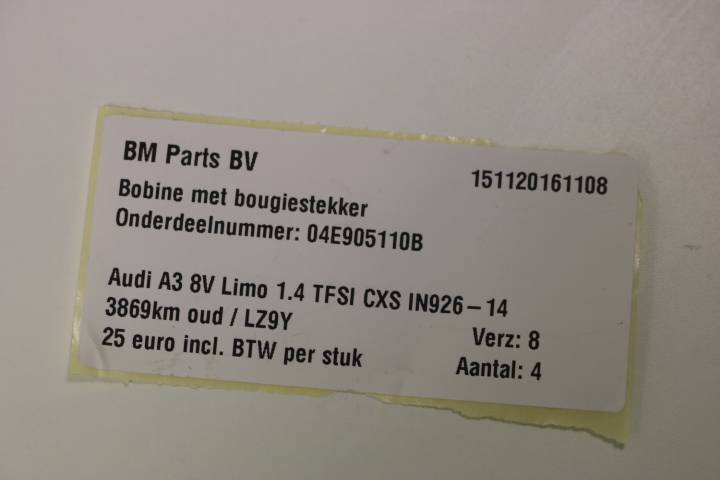 BM Parts BV 151120161108
Bobine met bougiestekker
Onderdeelnummer: 04E905110B
Audi A3 8V Limo 1.4 TFSI CXS IN926-14
3869km oud / LZ9Y Verz: 8
25 euro incl. BTW per stuk Aantal: 4